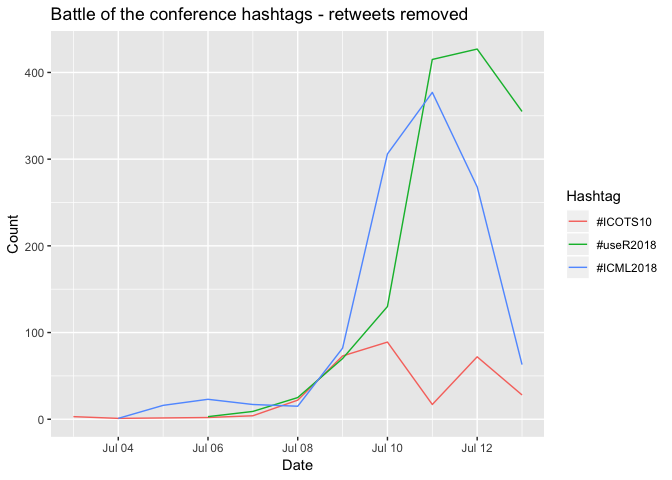 Battle of the conference hashtags - retweets removed
400
300
200
100
0
Count
Jul 04
Jul 06
Jul 08
Jul 10
Jul 12
Date
Hashtag
#ICOTS10
#useR2018
#ICML2018